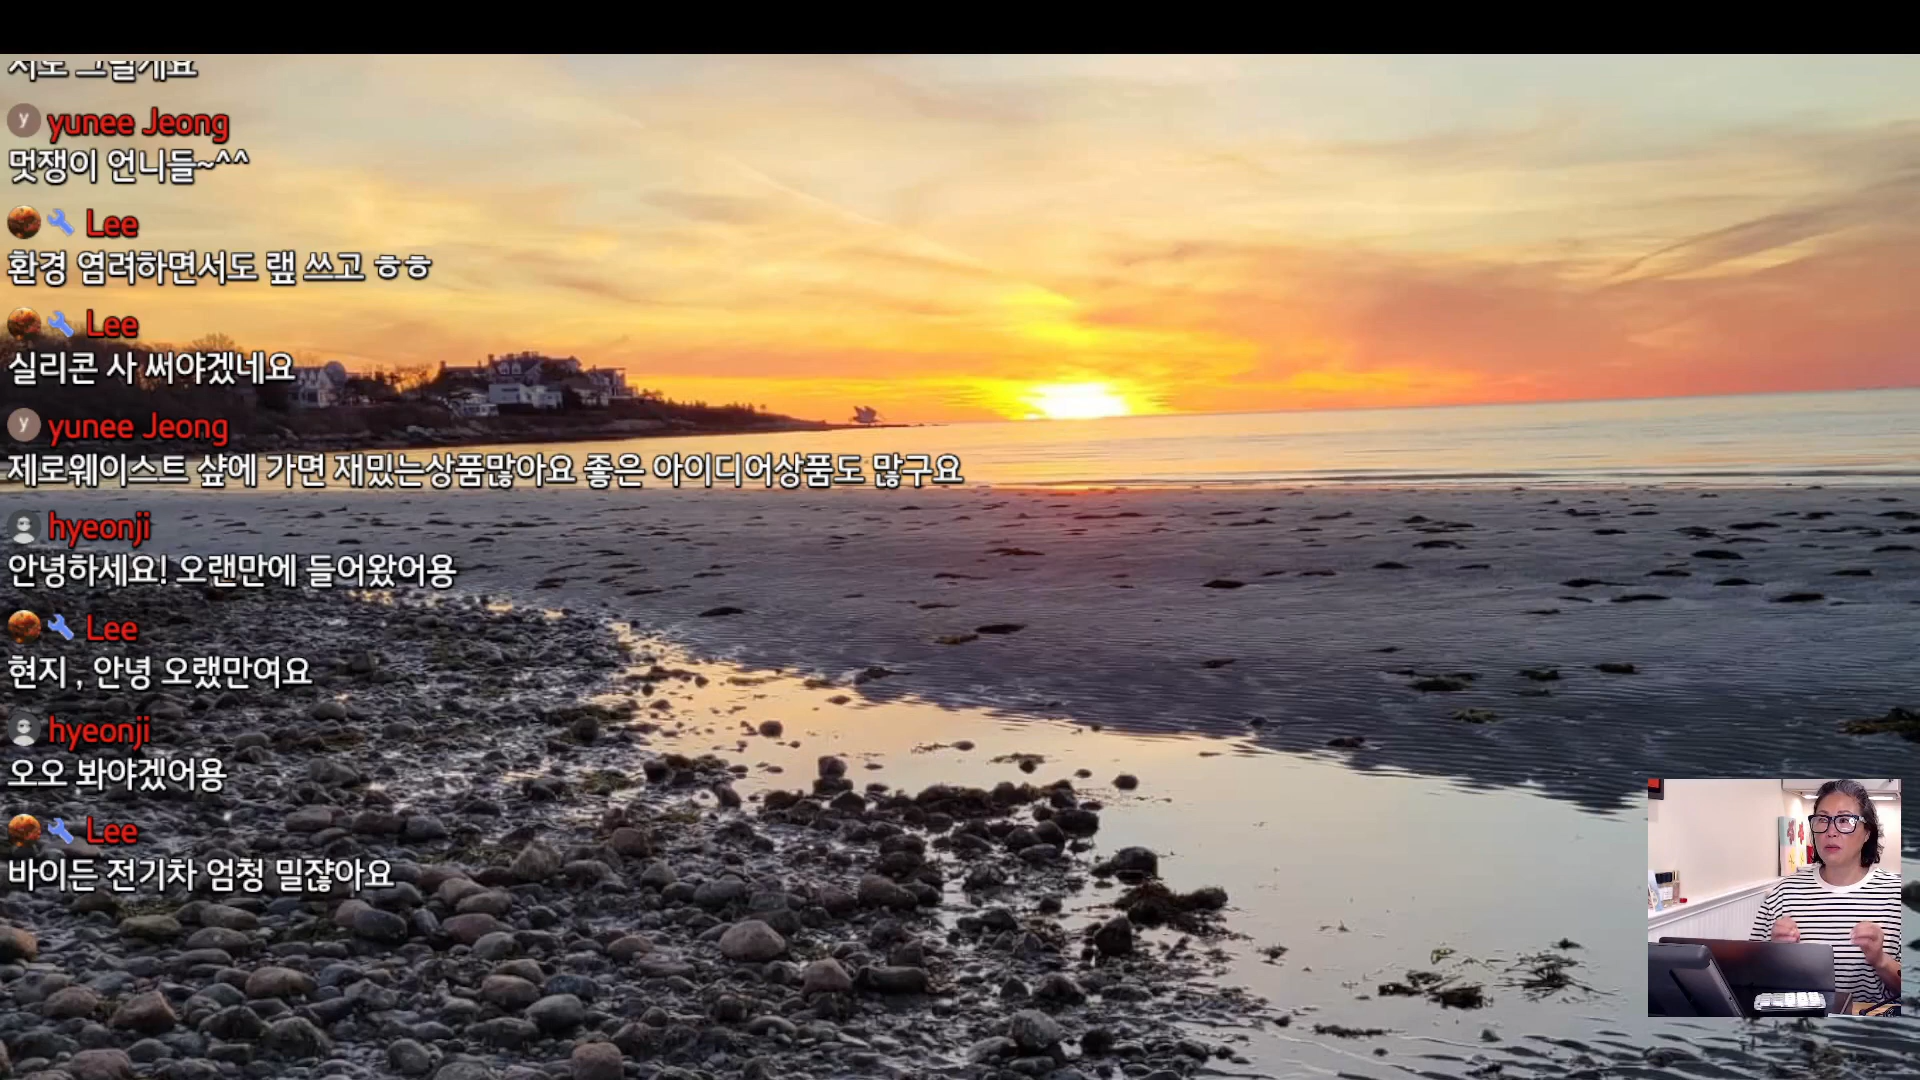 yunee Jeong
멋쟁이 언니들~^^
Lee
환경 염려하면서도 랲 쓰고 ㅎㅎ
Lee
실리콘 사 써야겠네요
yunee Jeong
제로웨이스트 샾에 가면 재밌는상품많아요 좋은 아이디어상품도 많구요
hyeonji
안녕하세요! 오랜만에 들어왔어용
Lee
현지 , 안녕 오랬만여요
hyeonji
오오 봐야겠어용
Lee
바이든 전기차 엄청 밀쟎아요